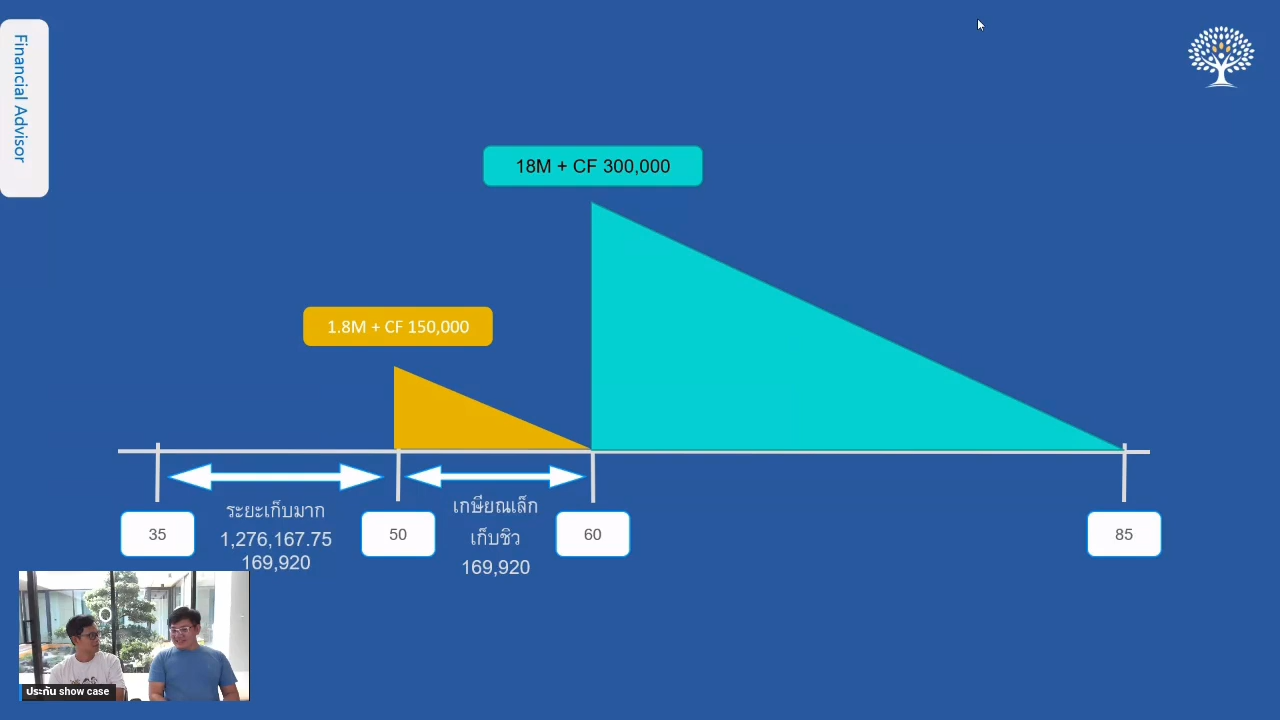 Financial Advisor
18M + CF 300,000
1.8M + CF 150,000
ระยะเก็บมาก
1,276,167.75
169,920
เกษียณเล็ก
เก็บชิว
169,920
35
50
60
85
ประกัน show case